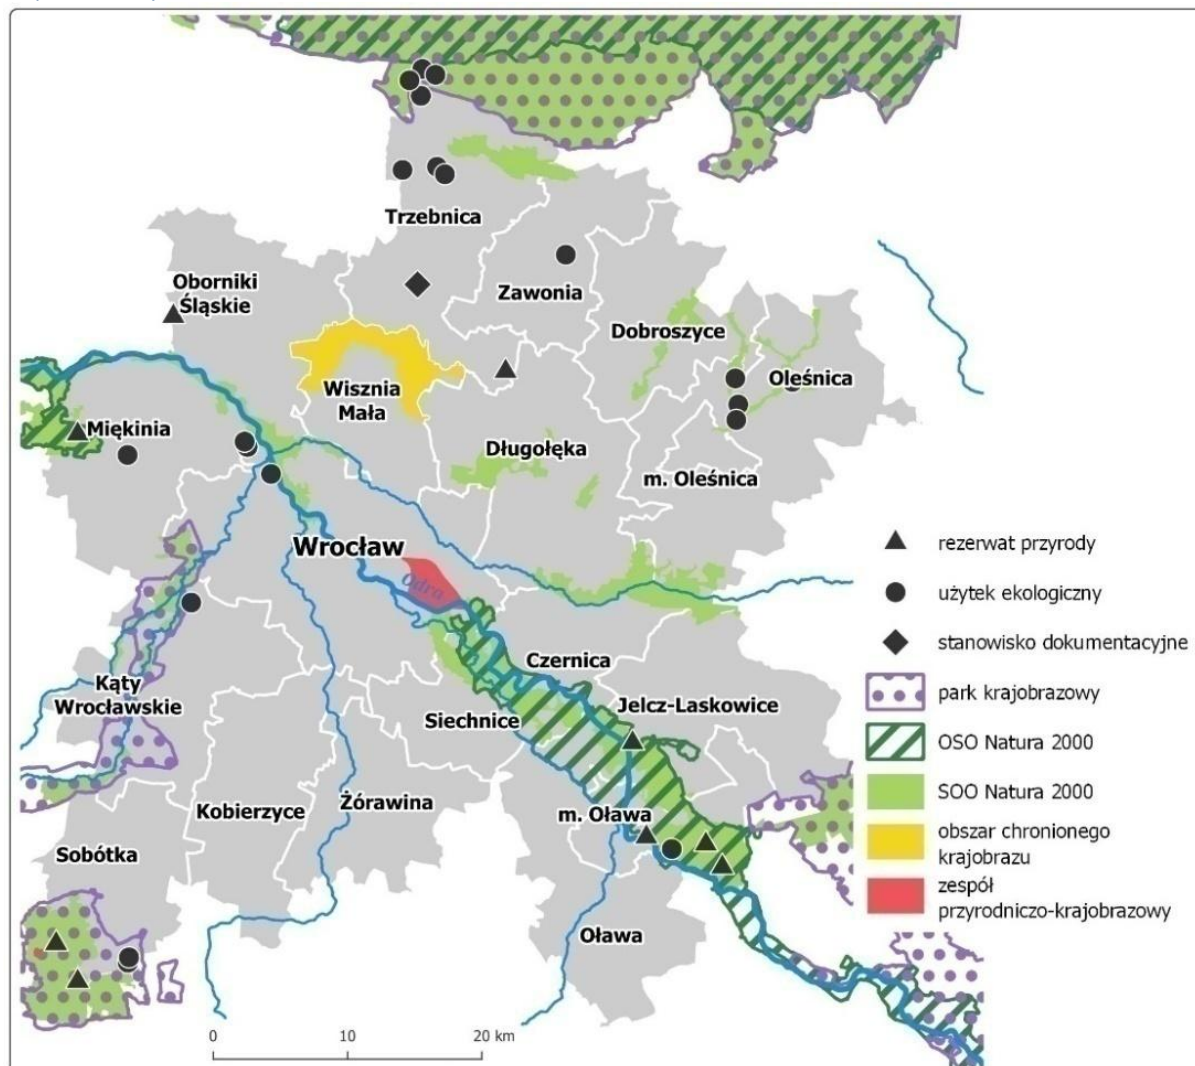 Trzebnica
Oborniki
Śląskie
Zawonia
Dobroszyce
Oleśnica
Wisznia
Mała
Miękinia
Długołęka
m. Oleśnica
Wrocław
Odra
Czernica
Kąty
Wrocławskie
Siechnice
Jelcz-Laskowice
Kobierzyce
Żórawina
m. Oława
Sobótka
Oława
rezerwat przyrody
użytek ekologiczny
stanowisko dokumentacyjne
park krajobrazowy
OSO Natura 2000
SOO Natura 2000
obszar chronionego
krajobrazu
zespół
przyrodniczo-krajobrazowy
0 10 20 km